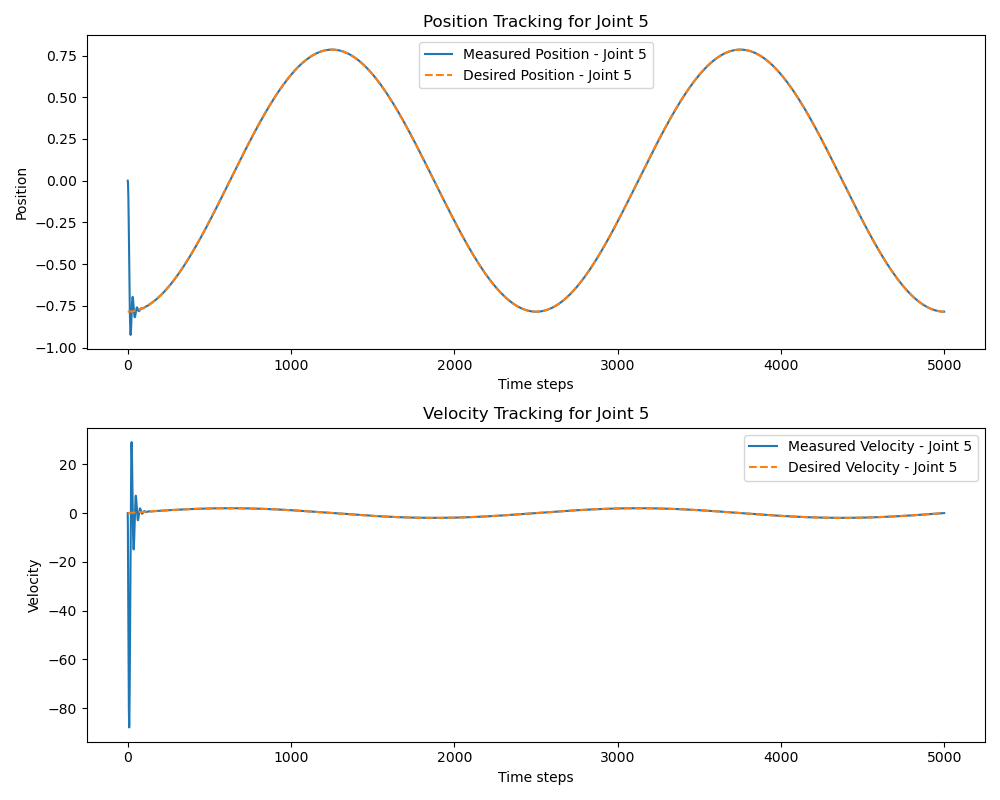 Position Tracking for Joint 5
Measured Position - Joint 5
Desired Position - Joint 5
Position
0.75
0.50
0.25
0.00
−0.25
−0.50
−0.75
−1.00
0 1000 2000 3000 4000 5000
Time steps
Velocity Tracking for Joint 5
Measured Velocity - Joint 5
Desired Velocity - Joint 5
Velocity
20
0
−20
−40
−60
−80
0 1000 2000 3000 4000 5000
Time steps